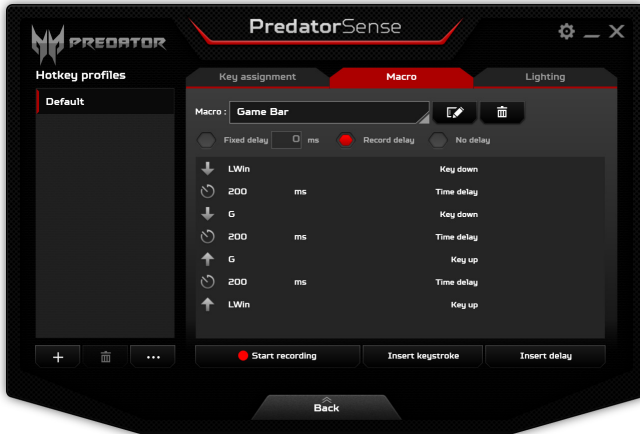 PredatorSense
PREDATOR
Hotkey profiles
Key assignment Macro Lighting
Default
Macro : Game Bar
Fixed delay 0 ms Record delay No delay
LWin Key down
200 ms Time delay
G Key down
200 ms Time delay
G Key up
200 ms Time delay
LWin Key up
Start recording Insert keystroke Insert delay
Back